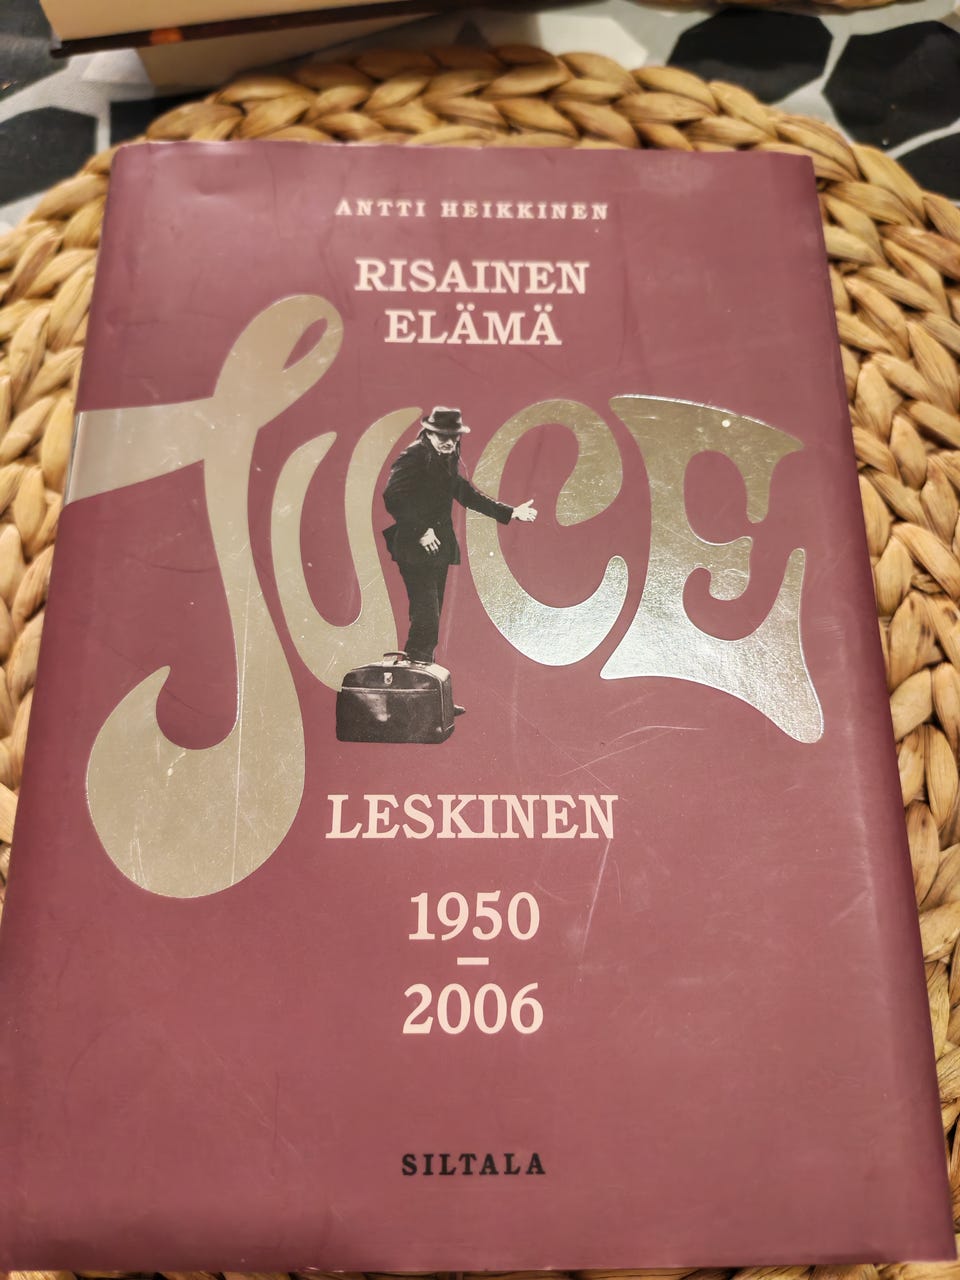 ANTTI HEIKKINEN
RISAINEN
ELÄMÄ
JUICE
LESKINEN
1950
–
2006
SILTALA